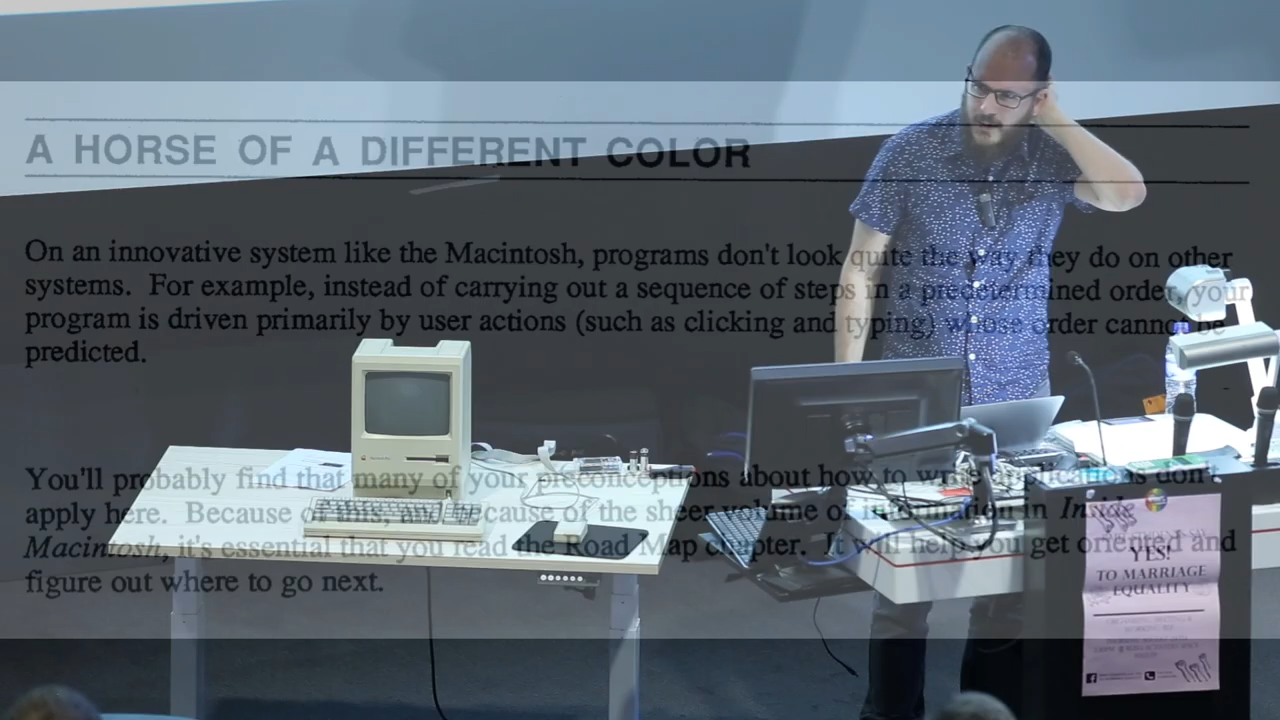 A HORSE OF A DIFFERENT COLOR
On an innovative system like the Macintosh, programs don't look quite the way they do on other
systems. For example, instead of carrying out a sequence of steps in a predetermined order, your
program is driven primarily by user actions (such as clicking and typing) whose order cannot be
predicted.
You'll probably find that many of your preconceptions about how to write applications don't
apply here. Because of this, and because of the sheer volume of information in Inside
Macintosh, it's essential that you read the Road Map chapter. It will help you get oriented and
figure out where to go next.
YES!
TO MARRIAGE
EQUALITY